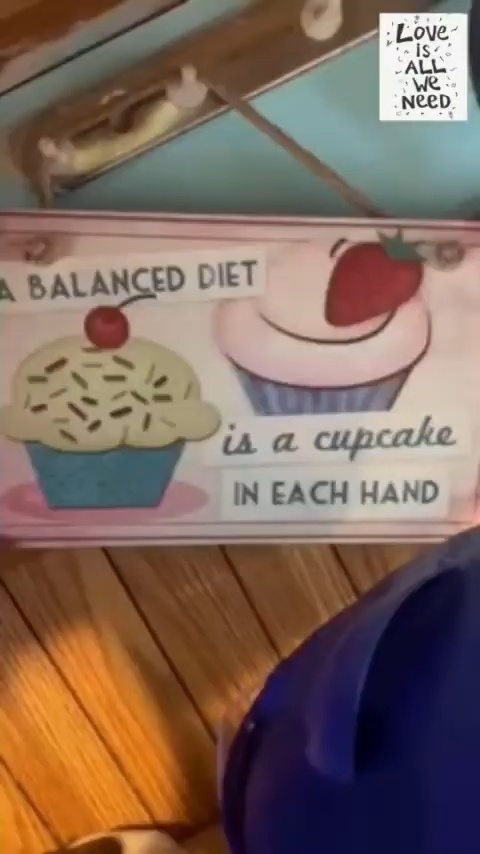 LOVE
is
ALL
WE
NEED
A BALANCED DIET
is a cupcake
IN EACH HAND